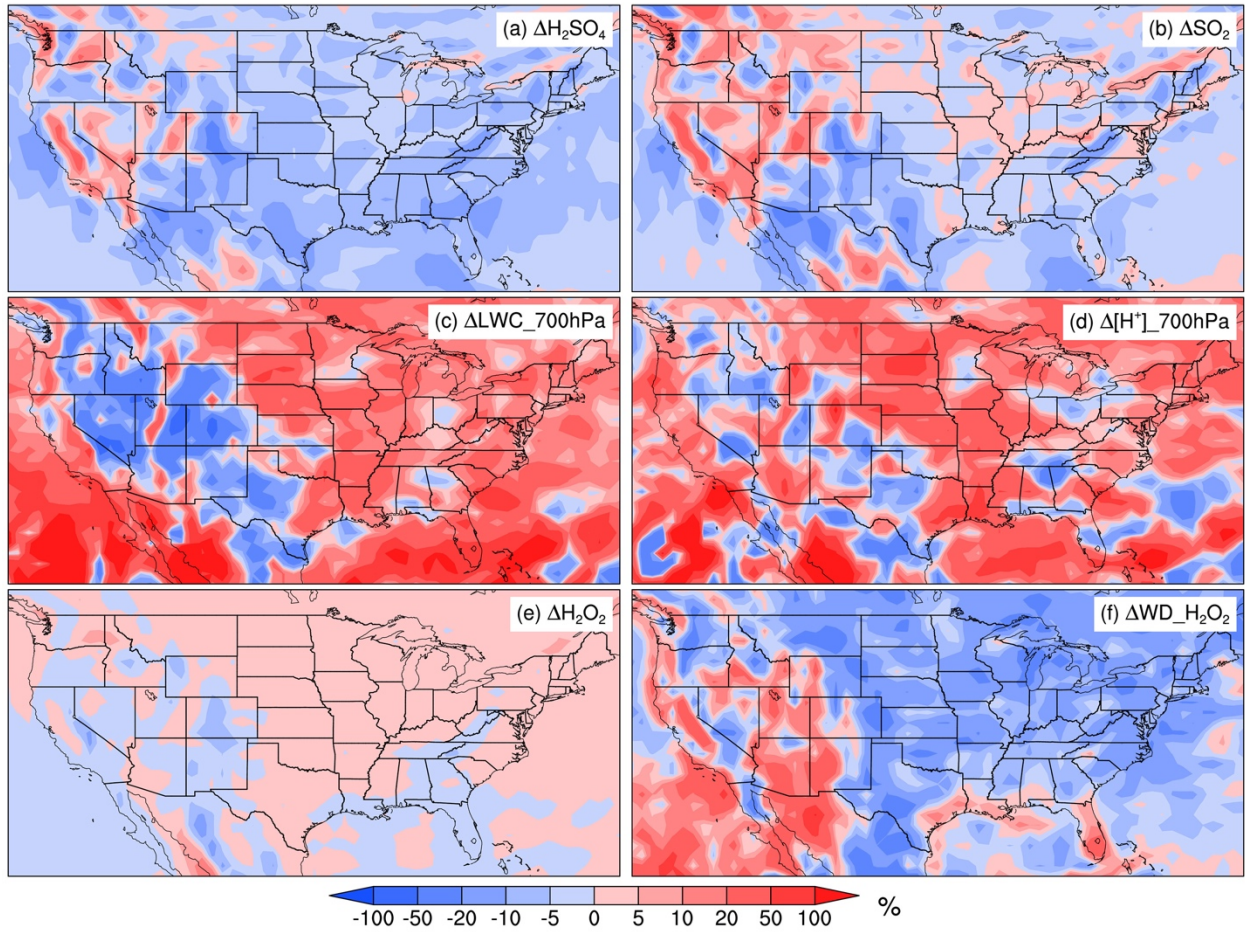 (a) ΔH₂SO₄
(b) ΔSO₂
(c) ΔLWC_700hPa
(d) Δ[H⁺]_700hPa
(e) ΔH₂O₂
(f) ΔWD_H₂O₂
-100 -50 -20 -10 -5 0 5 10 20 50 100 %